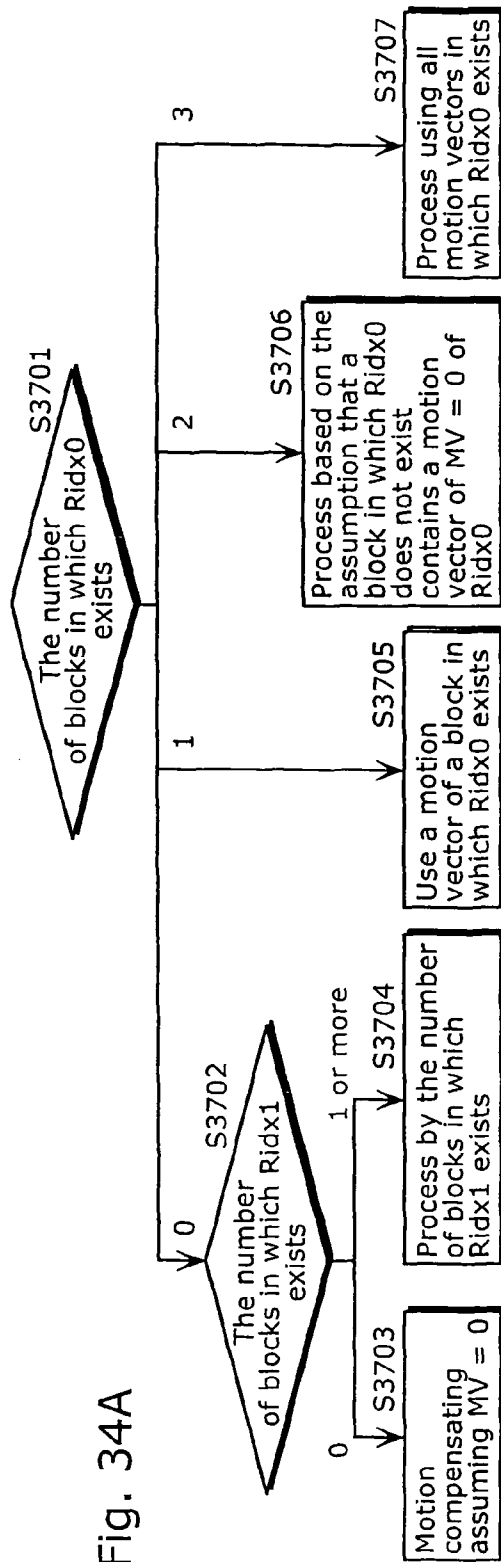 Fig. 34A
S3701
The number
of blocks in which Ridx0
exists
0
1
2
3
S3702
The number
of blocks in which Ridx1
exists
0
1 or more
S3703
Motion
compensating
assuming MV = 0
S3704
Process by the number
of blocks in which
Ridx1 exists
S3705
Use a motion
vector of a block in
which Ridx0 exists
S3706
Process based on the
assumption that a
block in which Ridx0
does not exist
contains a motion
vector of MV = 0 of
Ridx0
S3707
Process using all
motion vectors in
which Ridx0 exists